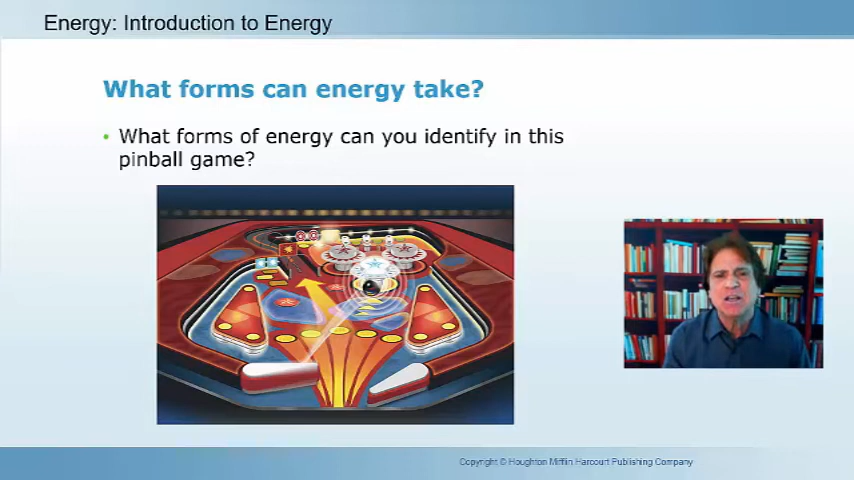 Energy: Introduction to Energy
What forms can energy take?
• What forms of energy can you identify in this
pinball game?
Copyright © Houghton Mifflin Harcourt Publishing Company